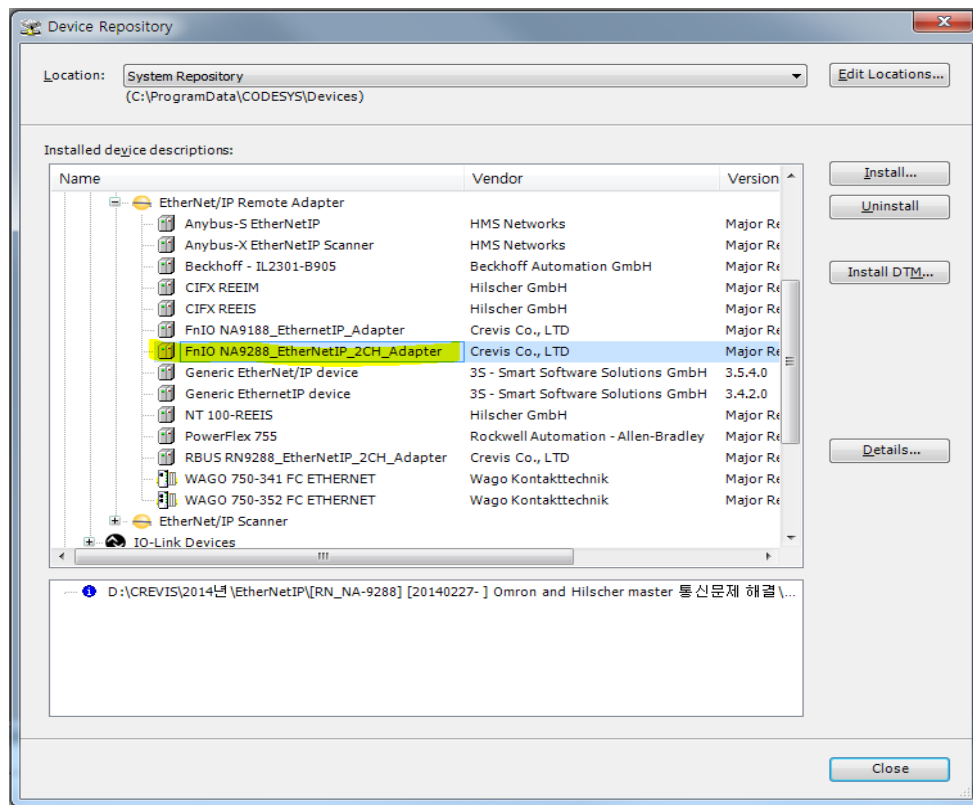 Device Repository
Location: System Repository Edit Locations...
(C:\ProgramData\CODESYS\Devices)
Installed device descriptions:
Name Vendor Version Install...
EtherNet/IP Remote Adapter Uninstall
Anybus-S EtherNetIP HMS Networks Major Re
Anybus-X EtherNetIP Scanner HMS Networks Major Re
Beckhoff - IL2301-B905 Beckhoff Automation GmbH Major Re Install DTM...
CIFX REEIM Hilscher GmbH Major Re
CIFX REEIS Hilscher GmbH Major Re
FnIO NA9188_EthernetIP_Adapter Crevis Co., LTD Major Re
FnIO NA9288_EtherNetIP_2CH_Adapter Crevis Co., LTD Major Re
Generic EtherNet/IP device 3S - Smart Software Solutions GmbH 3.5.4.0
Generic EthernetIP device 3S - Smart Software Solutions GmbH 3.4.2.0
NT 100-REEIS Hilscher GmbH Major Re
PowerFlex 755 Rockwell Automation - Allen-Bradley Major Re
RBUS RN9288_EtherNetIP_2CH_Adapter Crevis Co., LTD Major Re Details...
WAGO 750-341 FC ETHERNET Wago Kontakttechnik Major Re
WAGO 750-352 FC ETHERNET Wago Kontakttechnik Major Re
EtherNet/IP Scanner
IO-Link Devices
D:\CREVIS\2014년\EtherNetIP\[RN_NA-9288] [20140227- ] Omron and Hilscher master 통신문제 해결\...
Close